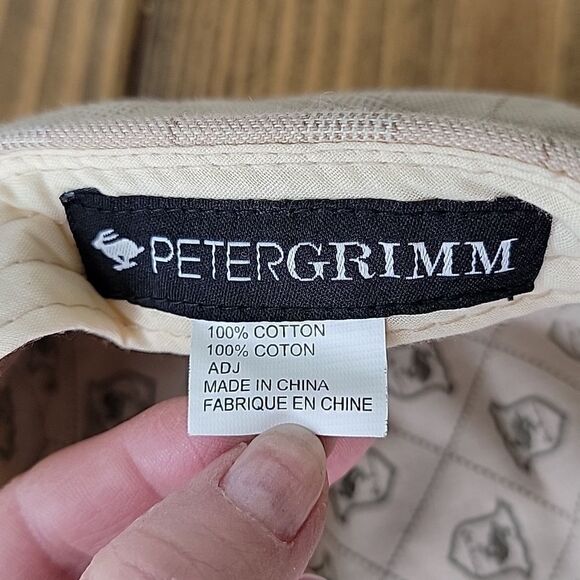 PETERGRIMM
100% COTTON
100% COTON
ADJ
MADE IN CHINA
FABRIQUE EN CHINE